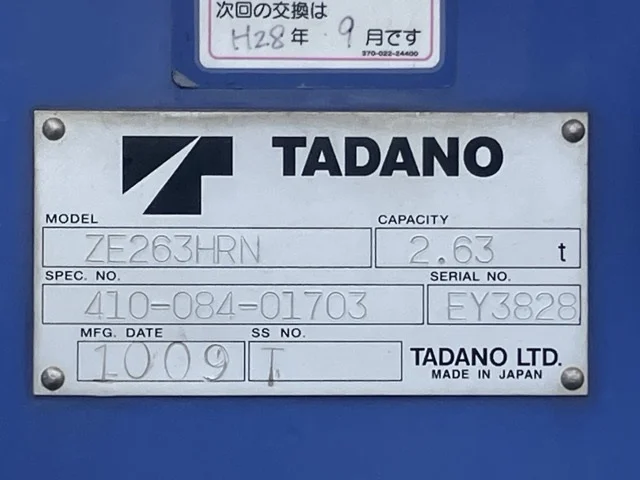 次回の交換は
H28年 9月です
370-022-24400
TADANO
MODEL
ZE263HRN
CAPACITY
2.63 t
SPEC. NO.
410-084-01703
SERIAL NO.
EY3828
MFG. DATE
1009
SS NO.
T
TADANO LTD.
MADE IN JAPAN